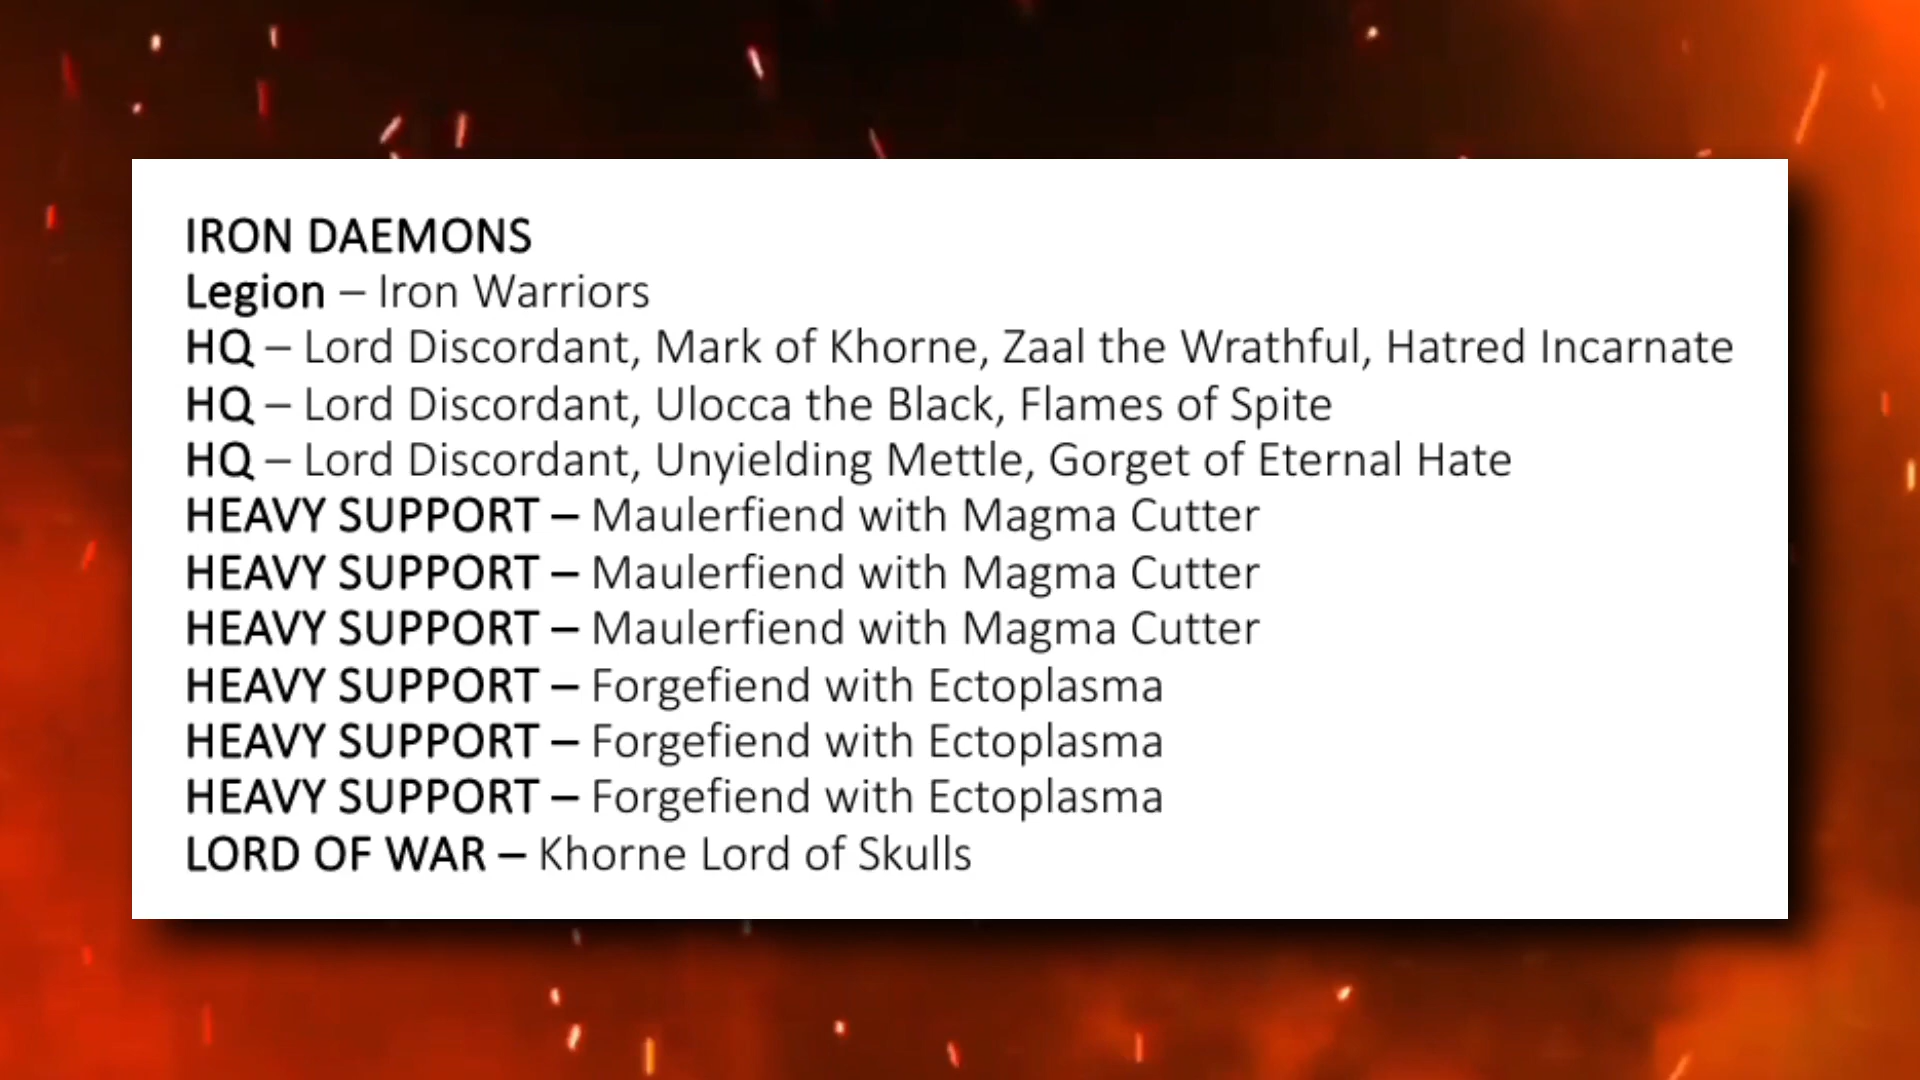 IRON DAEMONS
Legion – Iron Warriors
HQ – Lord Discordant, Mark of Khorne, Zaal the Wrathful, Hatred Incarnate
HQ – Lord Discordant, Ulocca the Black, Flames of Spite
HQ – Lord Discordant, Unyielding Mettle, Gorget of Eternal Hate
HEAVY SUPPORT – Maulerfiend with Magma Cutter
HEAVY SUPPORT – Maulerfiend with Magma Cutter
HEAVY SUPPORT – Maulerfiend with Magma Cutter
HEAVY SUPPORT – Forgefiend with Ectoplasma
HEAVY SUPPORT – Forgefiend with Ectoplasma
HEAVY SUPPORT – Forgefiend with Ectoplasma
LORD OF WAR – Khorne Lord of Skulls